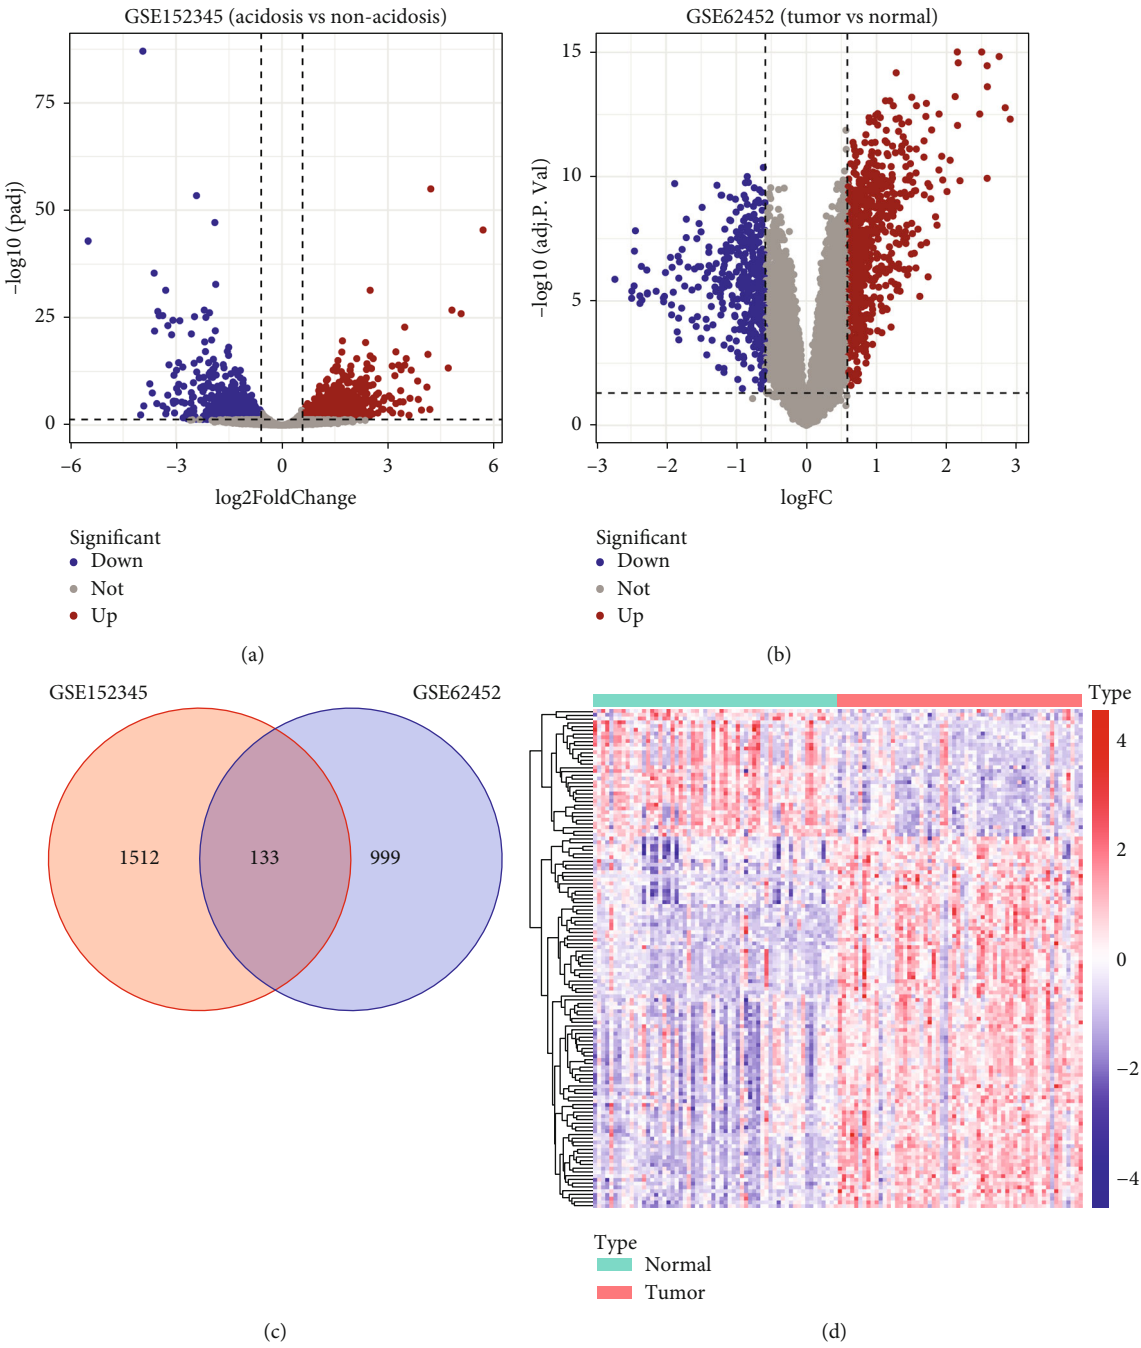 GSE152345 (acidosis vs non-acidosis)
−log10 (padj)
75
50
25
0
−6
−3
0
3
6
log2FoldChange
Significant
Down
Not
Up
(a)
GSE62452 (tumor vs normal)
−log10 (adj.P. Val)
15
10
5
0
−3
−2
−1
0
1
2
3
logFC
Significant
Down
Not
Up
(b)
GSE152345
GSE62452
1512
133
999
(c)
Type
4
2
0
−2
−4
Type
Normal
Tumor
(d)